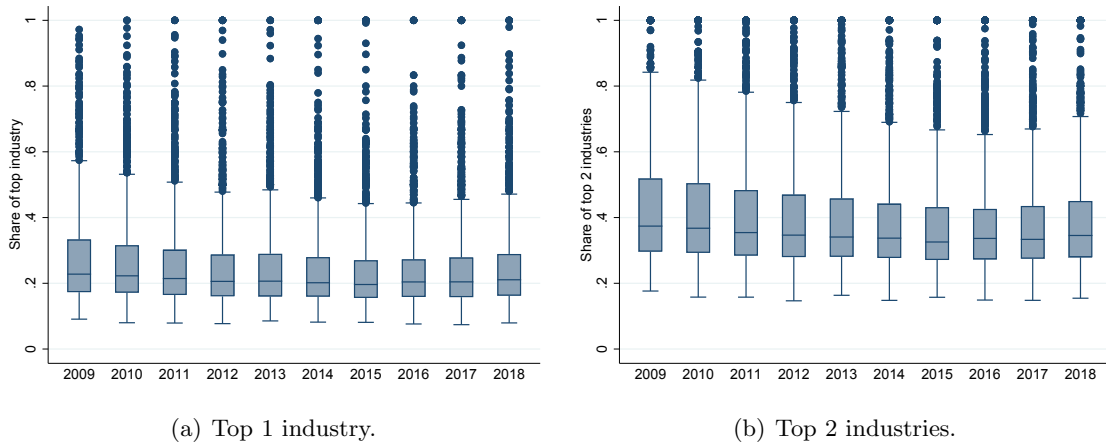 Share of top industry
1
.8
.6
.4
.2
0
2009 2010 2011 2012 2013 2014 2015 2016 2017 2018
(a) Top 1 industry.
Share of top 2 industries
1
.8
.6
.4
.2
0
2009 2010 2011 2012 2013 2014 2015 2016 2017 2018
(b) Top 2 industries.